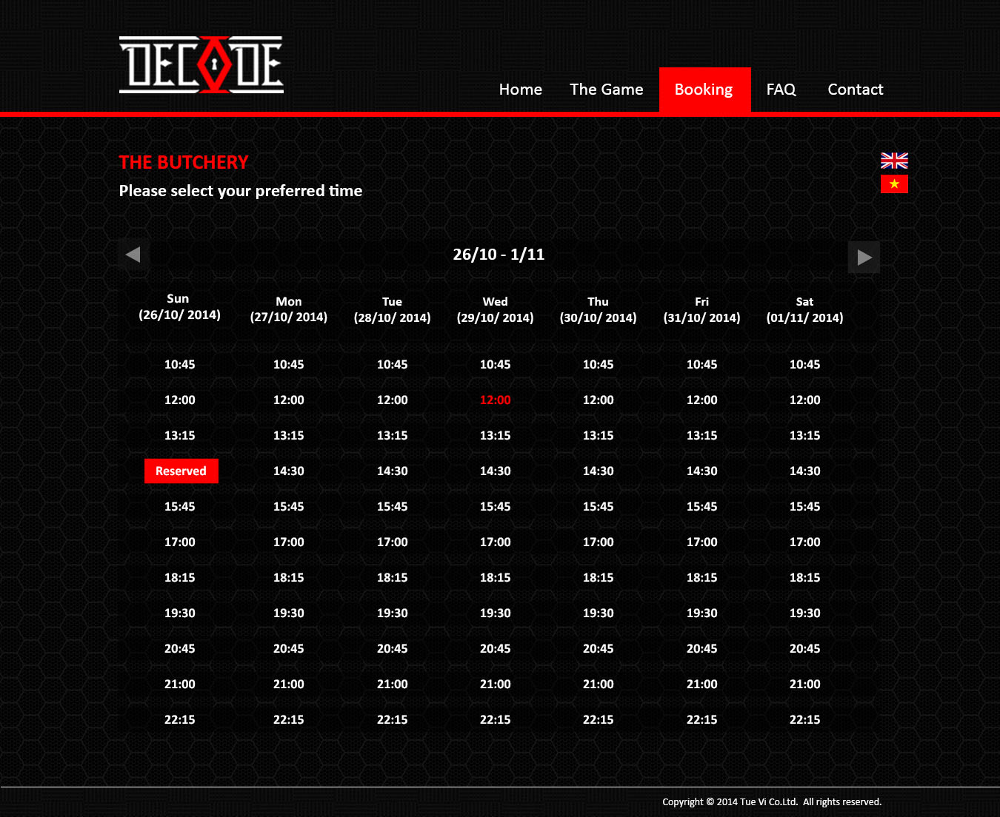 DECODE
Home The Game Booking FAQ Contact
THE BUTCHERY
Please select your preferred time
26/10 - 1/11
Sun Mon Tue Wed Thu Fri Sat
(26/10/ 2014) (27/10/ 2014) (28/10/ 2014) (29/10/ 2014) (30/10/ 2014) (31/10/ 2014) (01/11/ 2014)
10:45 10:45 10:45 10:45 10:45 10:45 10:45
12:00 12:00 12:00 12:00 12:00 12:00 12:00
13:15 13:15 13:15 13:15 13:15 13:15 13:15
Reserved 14:30 14:30 14:30 14:30 14:30 14:30
15:45 15:45 15:45 15:45 15:45 15:45 15:45
17:00 17:00 17:00 17:00 17:00 17:00 17:00
18:15 18:15 18:15 18:15 18:15 18:15 18:15
19:30 19:30 19:30 19:30 19:30 19:30 19:30
20:45 20:45 20:45 20:45 20:45 20:45 20:45
21:00 21:00 21:00 21:00 21:00 21:00 21:00
22:15 22:15 22:15 22:15 22:15 22:15 22:15
Copyright © 2014 Tue Vi Co.Ltd. All rights reserved.